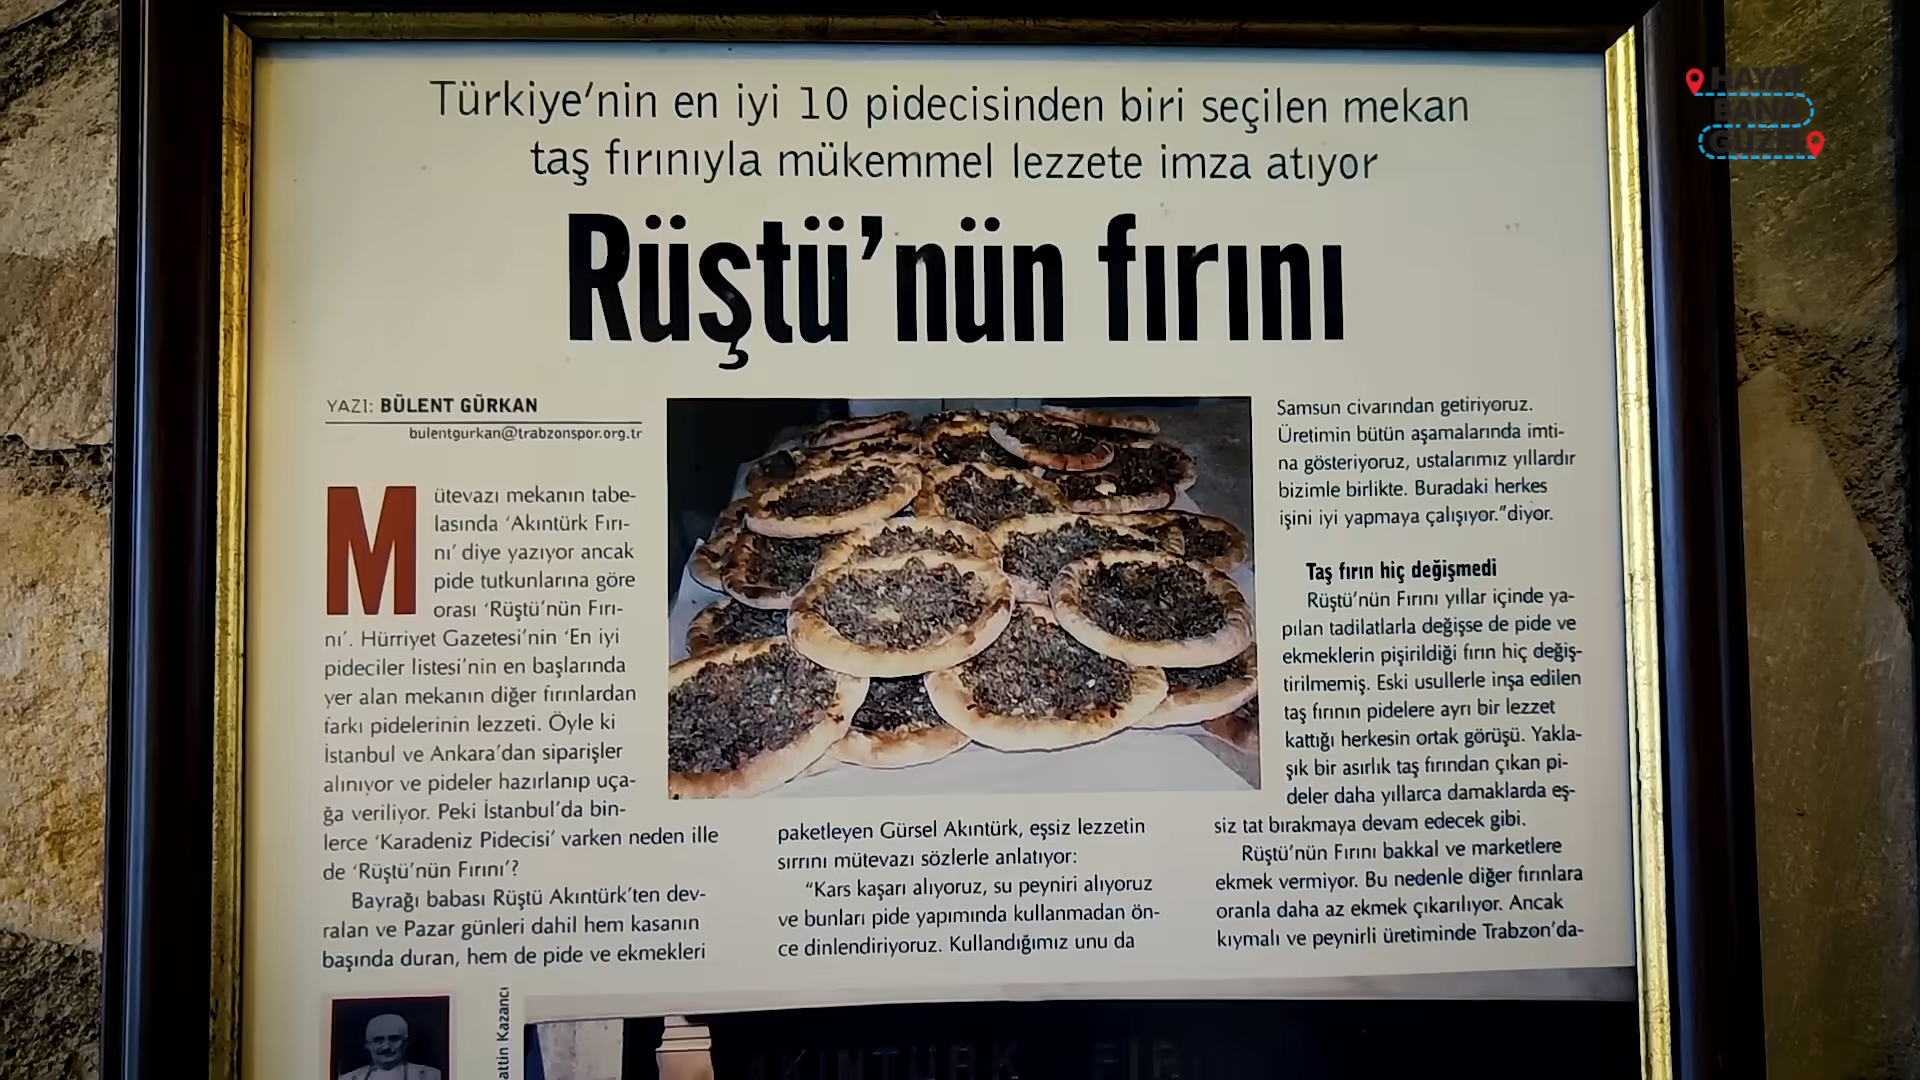 HAYAT
BANA
GÜZEL
Türkiye'nin en iyi 10 pidecisinden biri seçilen mekan
taş fırınıyla mükemmel lezzete imza atıyor
Rüştü'nün fırını
YAZI: BÜLENT GÜRKAN
bulentgurkan@trabzonspor.org.tr
Mütevazı mekanın tabe-
lasında 'Akıntürk Fırı-
nı' diye yazıyor ancak
pide tutkunlarına göre
orası 'Rüştü'nün Fırı-
nı'. Hürriyet Gazetesi'nin 'En iyi
pideciler listesi'nin en başlarında
yer alan mekanın diğer fırınlardan
farkı pidelerinin lezzeti. Öyle ki
İstanbul ve Ankara'dan siparişler
alınıyor ve pideler hazırlanıp uça-
ğa veriliyor. Peki İstanbul'da bin-
lerce 'Karadeniz Pidecisi' varken neden ille
de 'Rüştü'nün Fırını'?
Bayrağı babası Rüştü Akıntürk'ten dev-
ralan ve Pazar günleri dahil hem kasanın
başında duran, hem de pide ve ekmekleri
paketleyen Gürsel Akıntürk, eşsiz lezzetin
sırrını mütevazı sözlerle anlatıyor:
"Kars kaşarı alıyoruz, su peyniri alıyoruz
ve bunları pide yapımında kullanmadan ön-
ce dinlendiriyoruz. Kullandığımız unu da
Samsun civarından getiriyoruz.
Üretimin bütün aşamalarında imti-
na gösteriyoruz, ustalarımız yıllardır
bizimle birlikte. Buradaki herkes
işini iyi yapmaya çalışıyor."diyor.
Taş fırın hiç değişmedi
Rüştü'nün Fırını yıllar içinde ya-
pılan tadilatlarla değişse de pide ve
ekmeklerin pişirildiği fırın hiç değiş-
tirilmemiş. Eski usullerle inşa edilen
taş fırının pidelere ayrı bir lezzet
kattığı herkesin ortak görüşü. Yakla-
şık bir asırlık taş fırından çıkan pi-
deler daha yıllarca damaklarda eş-
siz tat bırakmaya devam edecek gibi.
Rüştü'nün Fırını bakkal ve marketlere
ekmek vermiyor. Bu nedenle diğer fırınlara
oranla daha az ekmek çıkarılıyor. Ancak
kıymalı ve peynirli üretiminde Trabzon'da-
attin Kazancı
AKINTÜRK FIR